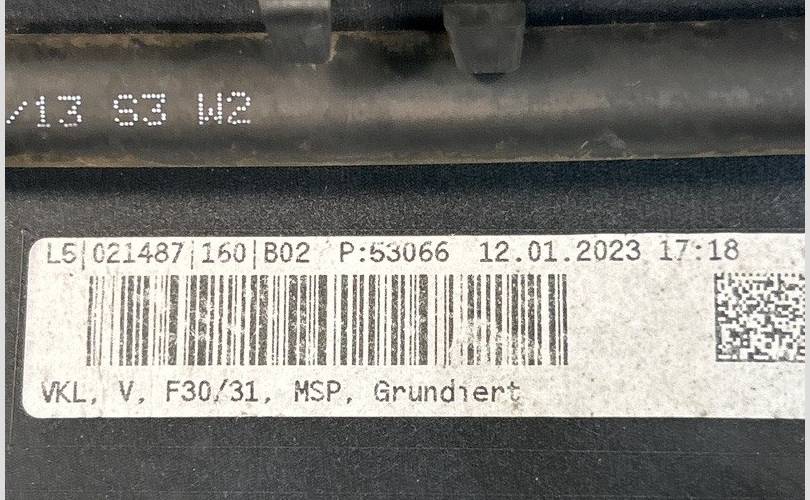 /13 S3 W2
L5|021487|160|B02 P:53066 12.01.2023 17:18
VKL, V, F30/31, MSP, Grundiert